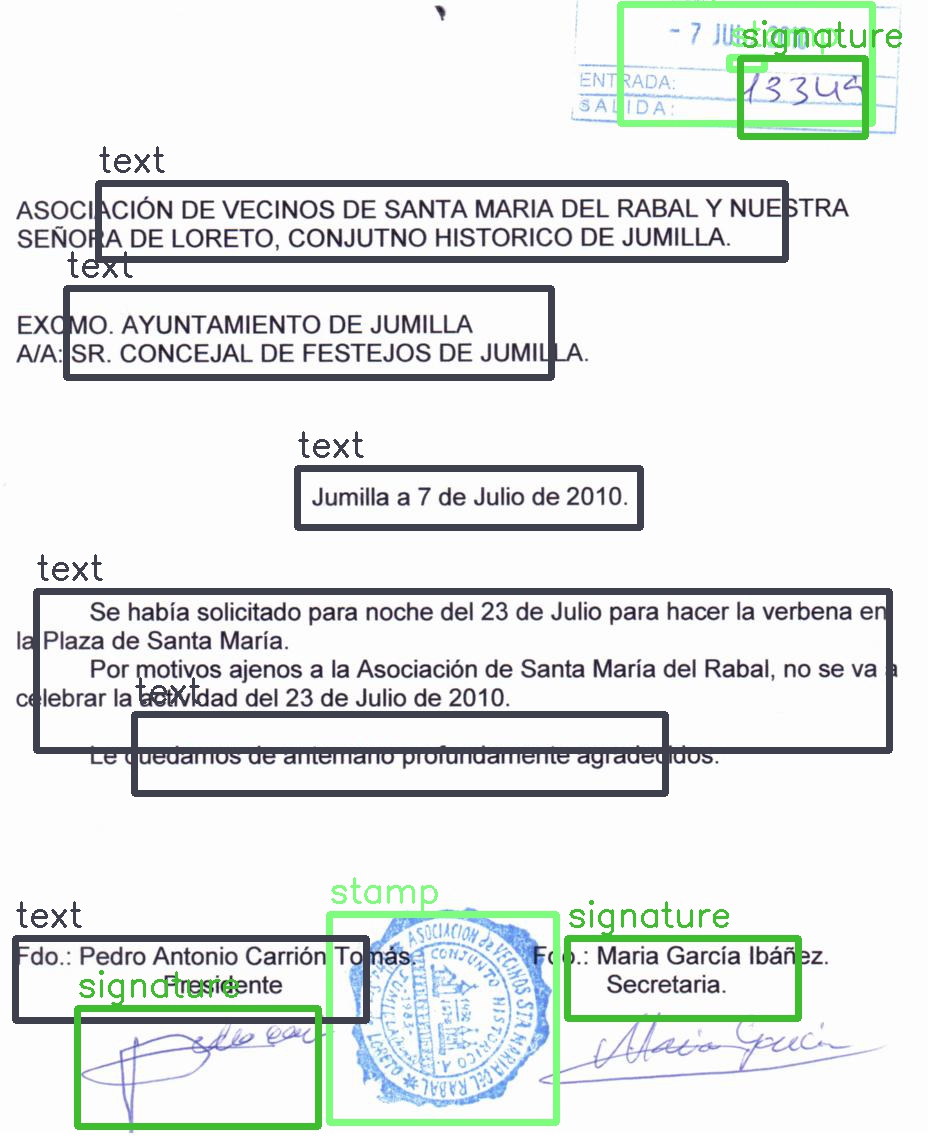 - 7 JUL 2010
ENTRADA: 13349
SALIDA:
stamp
signature
text
ASOCIACIÓN DE VECINOS DE SANTA MARIA DEL RABAL Y NUESTRA
SEÑORA DE LORETO, CONJUTNO HISTORICO DE JUMILLA.
text
EXCMO. AYUNTAMIENTO DE JUMILLA
A/A: SR. CONCEJAL DE FESTEJOS DE JUMILLA.
text
Jumilla a 7 de Julio de 2010.
text
Se había solicitado para noche del 23 de Julio para hacer la verbena en
la Plaza de Santa María.
Por motivos ajenos a la Asociación de Santa María del Rabal, no se va a
celebrar la actividad del 23 de Julio de 2010.
text
Le quedamos de antemano profundamente agradecidos.
stamp
text
signature
Fdo.: Pedro Antonio Carrión Tomás.
Presidente
Fdo.: Maria García Ibáñez.
Secretaria.
signature
ASOCIACION de VECINOS STA MARIA DEL RABAL
CONJUNTO HISTORICO A.
JUMILLA
-1983-
Maria García